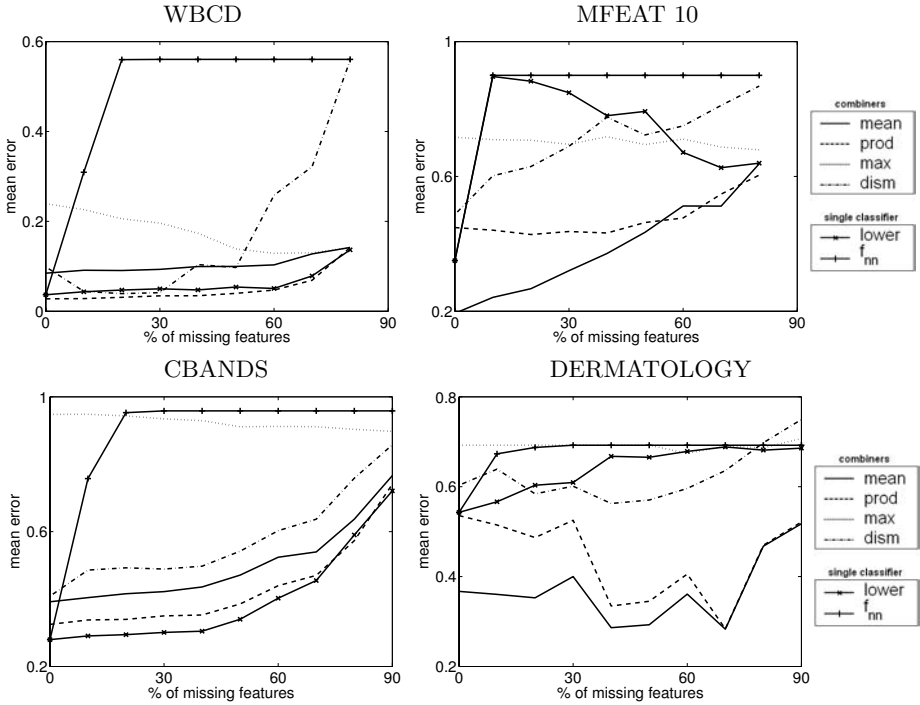 WBCD
0.6
0.4
0.2
0
mean error
0
30
60
90
% of missing features
MFEAT 10
1
0.6
0.2
mean error
0
30
60
90
% of missing features
combiners
mean
prod
max
dism
single classifier
lower
f nn
CBANDS
1
0.6
0.2
mean error
0
30
60
90
% of missing features
DERMATOLOGY
0.8
0.6
0.4
0.2
mean error
0
30
60
90
% of missing features
combiners
mean
prod
max
dism
single classifier
lower
f nn